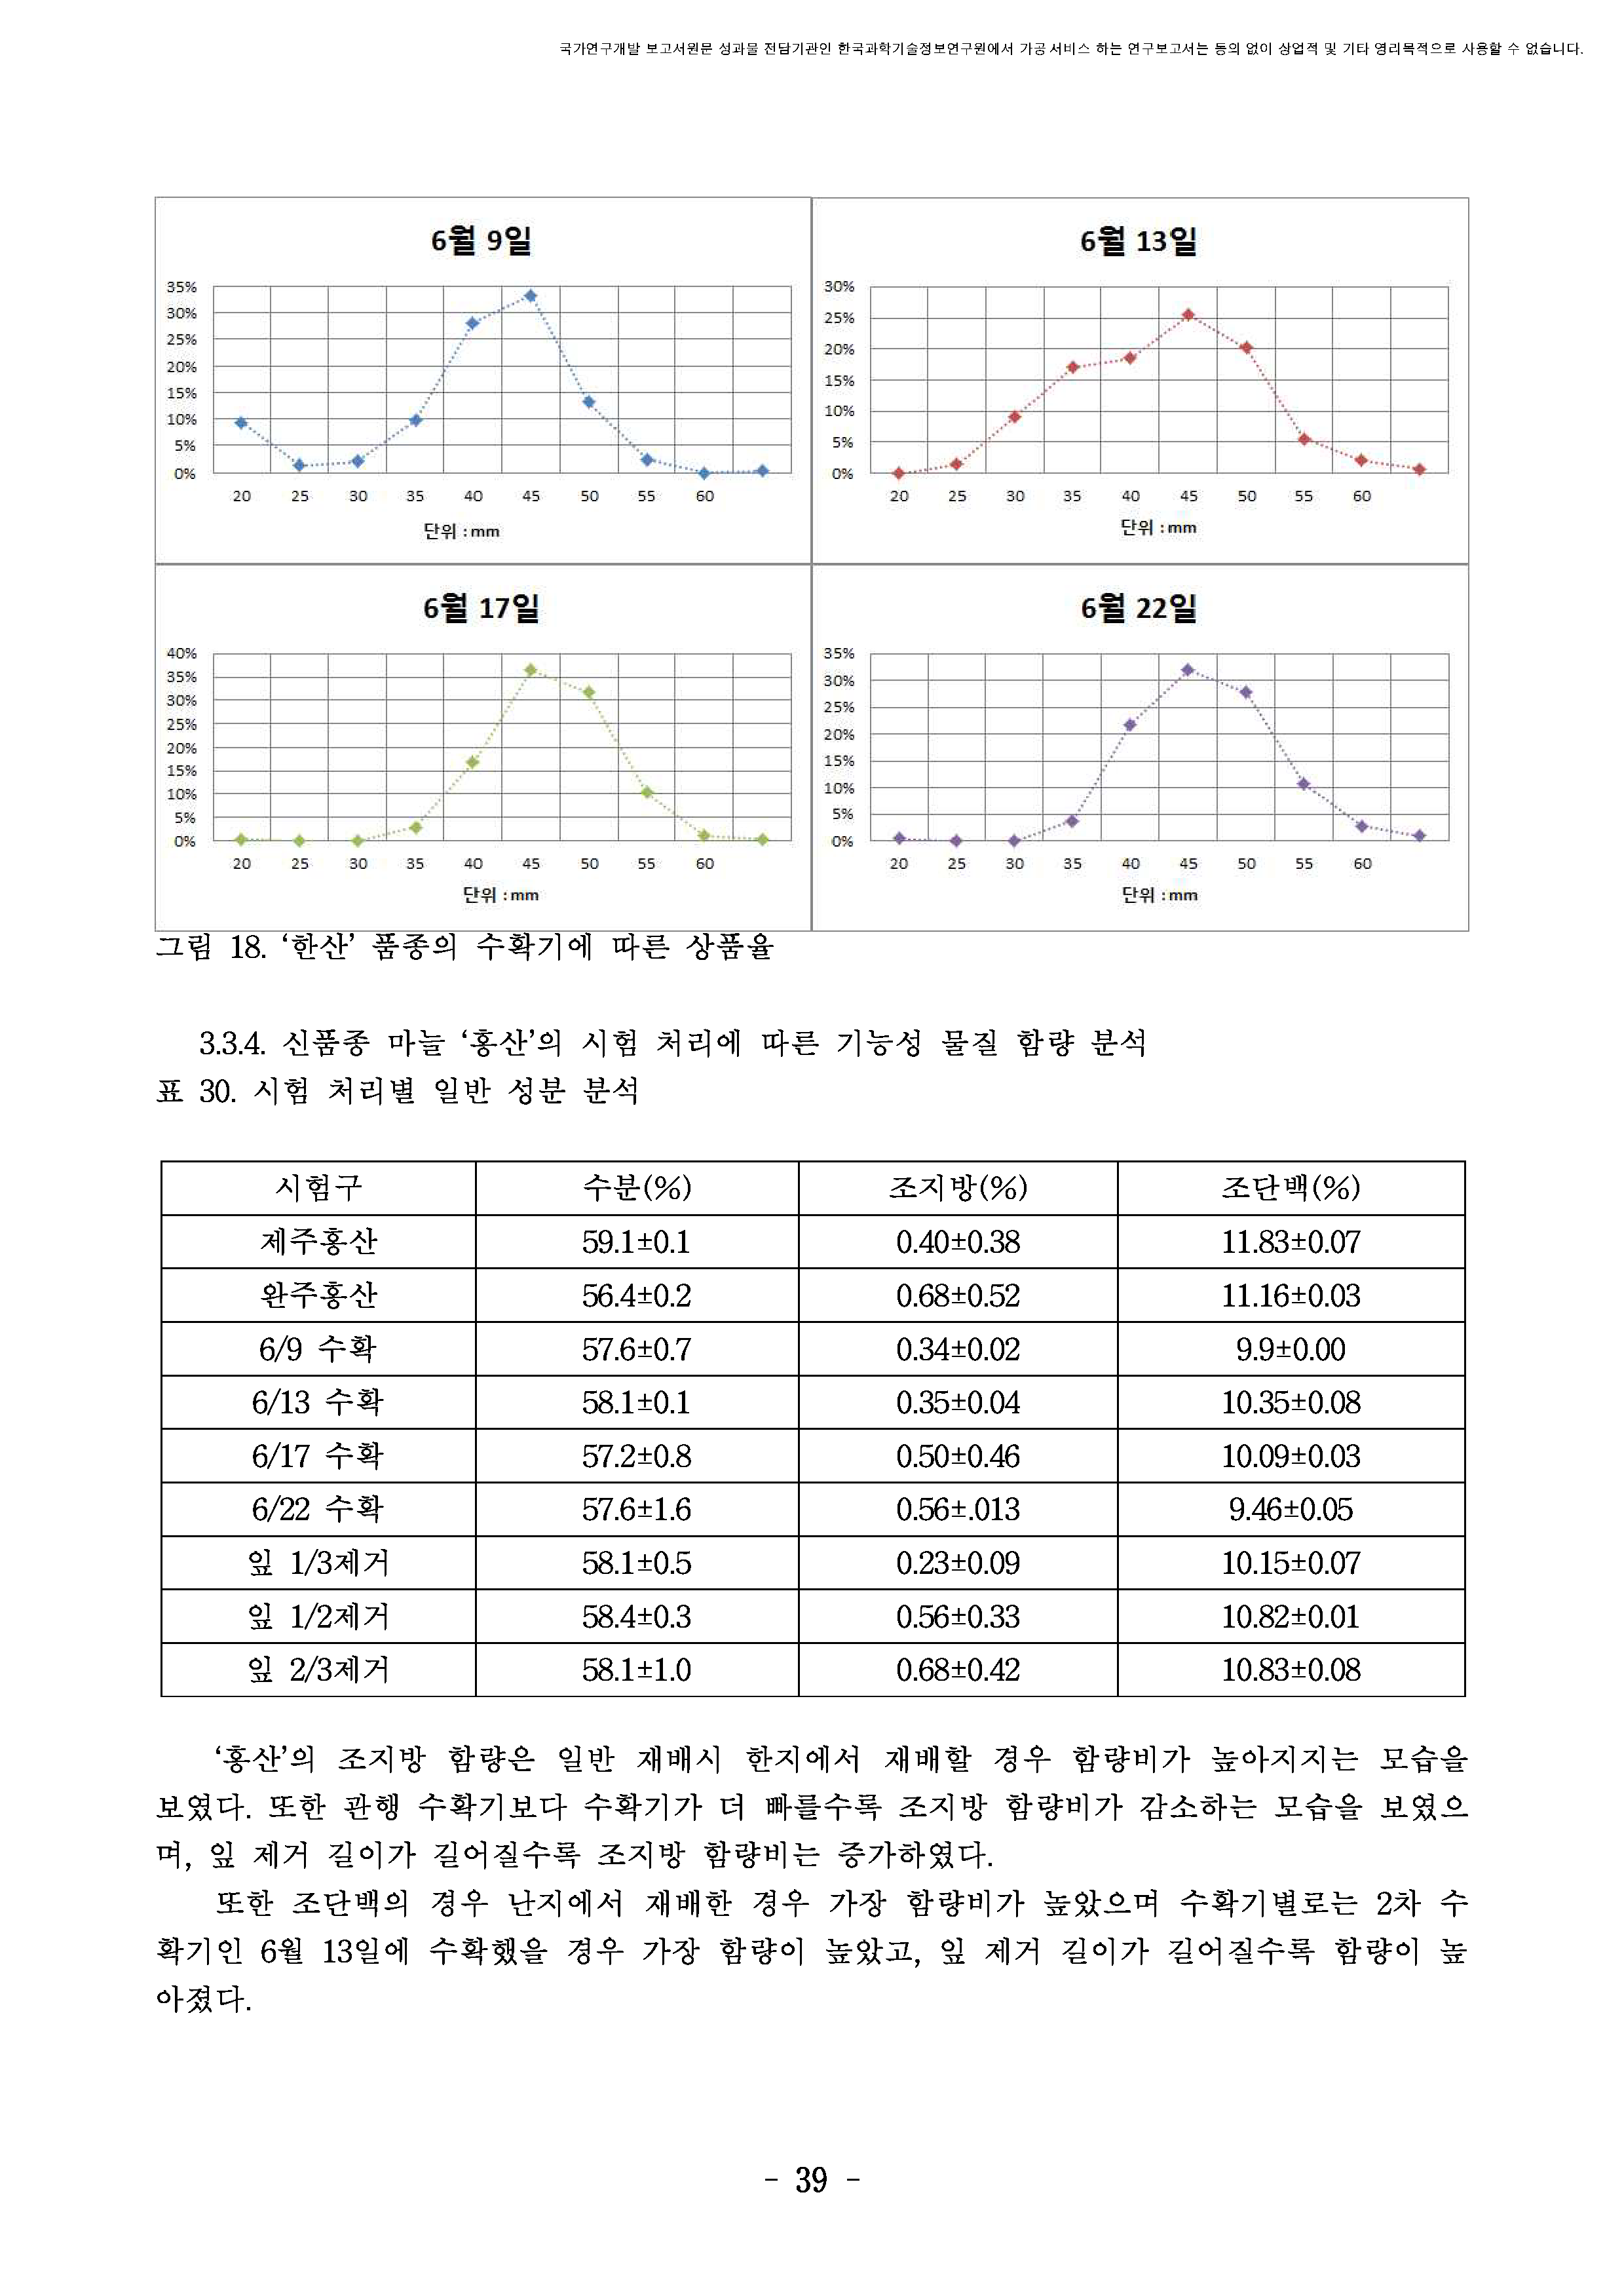 국가연구개발 보고서원문 성과물 전담기관인 한국과학기술정보연구원에서 가공·서비스 하는 연구보고서는 동의 없이 상업적 및 기타 영리목적으로 사용할 수 없습니다.
6월 9일
35%
30%
25%
20%
15%
10%
5%
0%
20 25 30 35 40 45 50 55 60
단위 : mm
6월 13일
30%
25%
20%
15%
10%
5%
0%
20 25 30 35 40 45 50 55 60
단위 : mm
6월 17일
40%
35%
30%
25%
20%
15%
10%
5%
0%
20 25 30 35 40 45 50 55 60
단위 : mm
6월 22일
35%
30%
25%
20%
15%
10%
5%
0%
20 25 30 35 40 45 50 55 60
단위 : mm
그림 18. ‘한산’ 품종의 수확기에 따른 상품율
3.3.4. 신품종 마늘 ‘홍산’의 시험 처리에 따른 기능성 물질 함량 분석
표 30. 시험 처리별 일반 성분 분석
시험구 수분(%) 조지방(%) 조단백(%)
제주홍산 59.1±0.1 0.40±0.38 11.83±0.07
완주홍산 56.4±0.2 0.68±0.52 11.16±0.03
6/9 수확 57.6±0.7 0.34±0.02 9.9±0.00
6/13 수확 58.1±0.1 0.35±0.04 10.35±0.08
6/17 수확 57.2±0.8 0.50±0.46 10.09±0.03
6/22 수확 57.6±1.6 0.56±.013 9.46±0.05
잎 1/3제거 58.1±0.5 0.23±0.09 10.15±0.07
잎 1/2제거 58.4±0.3 0.56±0.33 10.82±0.01
잎 2/3제거 58.1±1.0 0.68±0.42 10.83±0.08
‘홍산’의 조지방 함량은 일반 재배시 한지에서 재배할 경우 함량비가 높아지지는 모습을
보였다. 또한 관행 수확기보다 수확기가 더 빠를수록 조지방 함량비가 감소하는 모습을 보였으
며, 잎 제거 길이가 길어질수록 조지방 함량비는 증가하였다.
또한 조단백의 경우 난지에서 재배한 경우 가장 함량비가 높았으며 수확기별로는 2차 수
확기인 6월 13일에 수확했을 경우 가장 함량이 높았고, 잎 제거 길이가 길어질수록 함량이 높
아졌다.
- 39 -